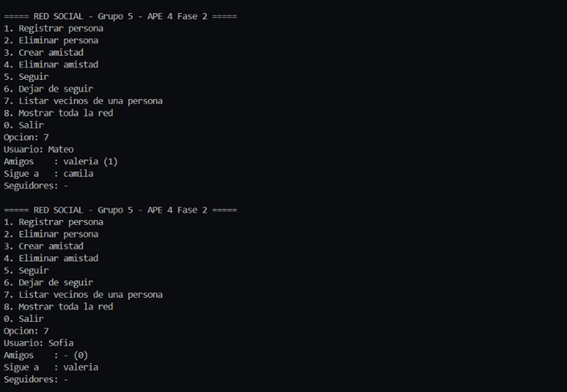 ===== RED SOCIAL - Grupo 5 - APE 4 Fase 2 =====
1. Registrar persona
2. Eliminar persona
3. Crear amistad
4. Eliminar amistad
5. Seguir
6. Dejar de seguir
7. Listar vecinos de una persona
8. Mostrar toda la red
0. Salir
Opcion: 7
Usuario: Mateo
Amigos    : valeria (1)
Sigue a   : camila
Seguidores: -

===== RED SOCIAL - Grupo 5 - APE 4 Fase 2 =====
1. Registrar persona
2. Eliminar persona
3. Crear amistad
4. Eliminar amistad
5. Seguir
6. Dejar de seguir
7. Listar vecinos de una persona
8. Mostrar toda la red
0. Salir
Opcion: 7
Usuario: Sofia
Amigos    : - (0)
Sigue a   : valeria
Seguidores: -